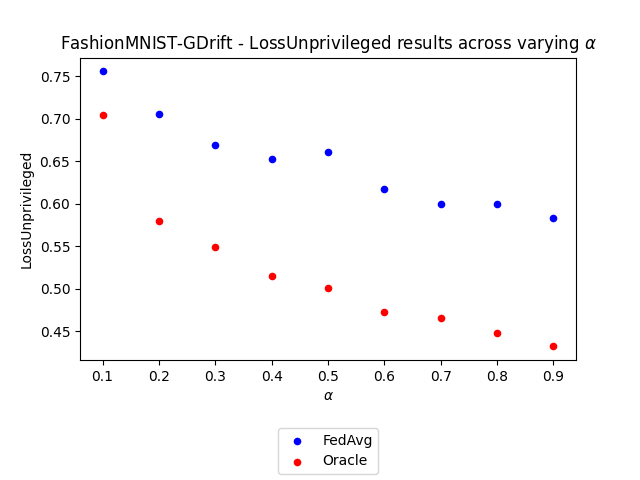 FashionMNIST-GDrift - LossUnprivileged results across varying α
LossUnprivileged
0.75
0.70
0.65
0.60
0.55
0.50
0.45
0.1 0.2 0.3 0.4 0.5 0.6 0.7 0.8 0.9
α
FedAvg
Oracle